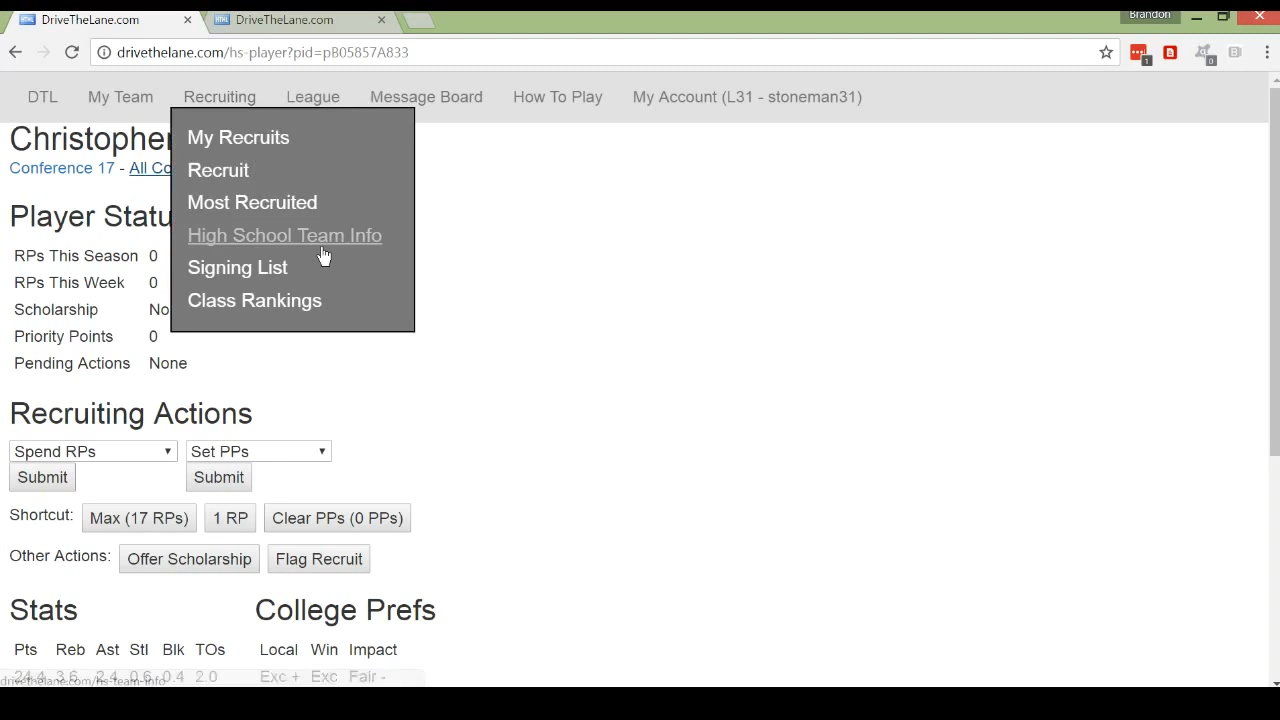 DriveTheLane.com
DriveTheLane.com
Brandon
drivethelane.com/hs-player?pid=pB05857A833
1
0
DTL My Team Recruiting League Message Board How To Play My Account (L31 - stoneman31)
Christopher
Conference 17 - All Co
My Recruits
Recruit
Most Recruited
High School Team Info
Signing List
Class Rankings
Player Statu
RPs This Season 0
RPs This Week 0
Scholarship No
Priority Points 0
Pending Actions None
Recruiting Actions
Spend RPs Set PPs
Submit Submit
Shortcut: Max (17 RPs) 1 RP Clear PPs (0 PPs)
Other Actions: Offer Scholarship Flag Recruit
Stats College Prefs
Pts Reb Ast Stl Blk TOs Local Win Impact
24.4 3.6 2.4 0.6 0.4 2.0 Exc + Exc Fair -
drivethelane.com/hs-team-info